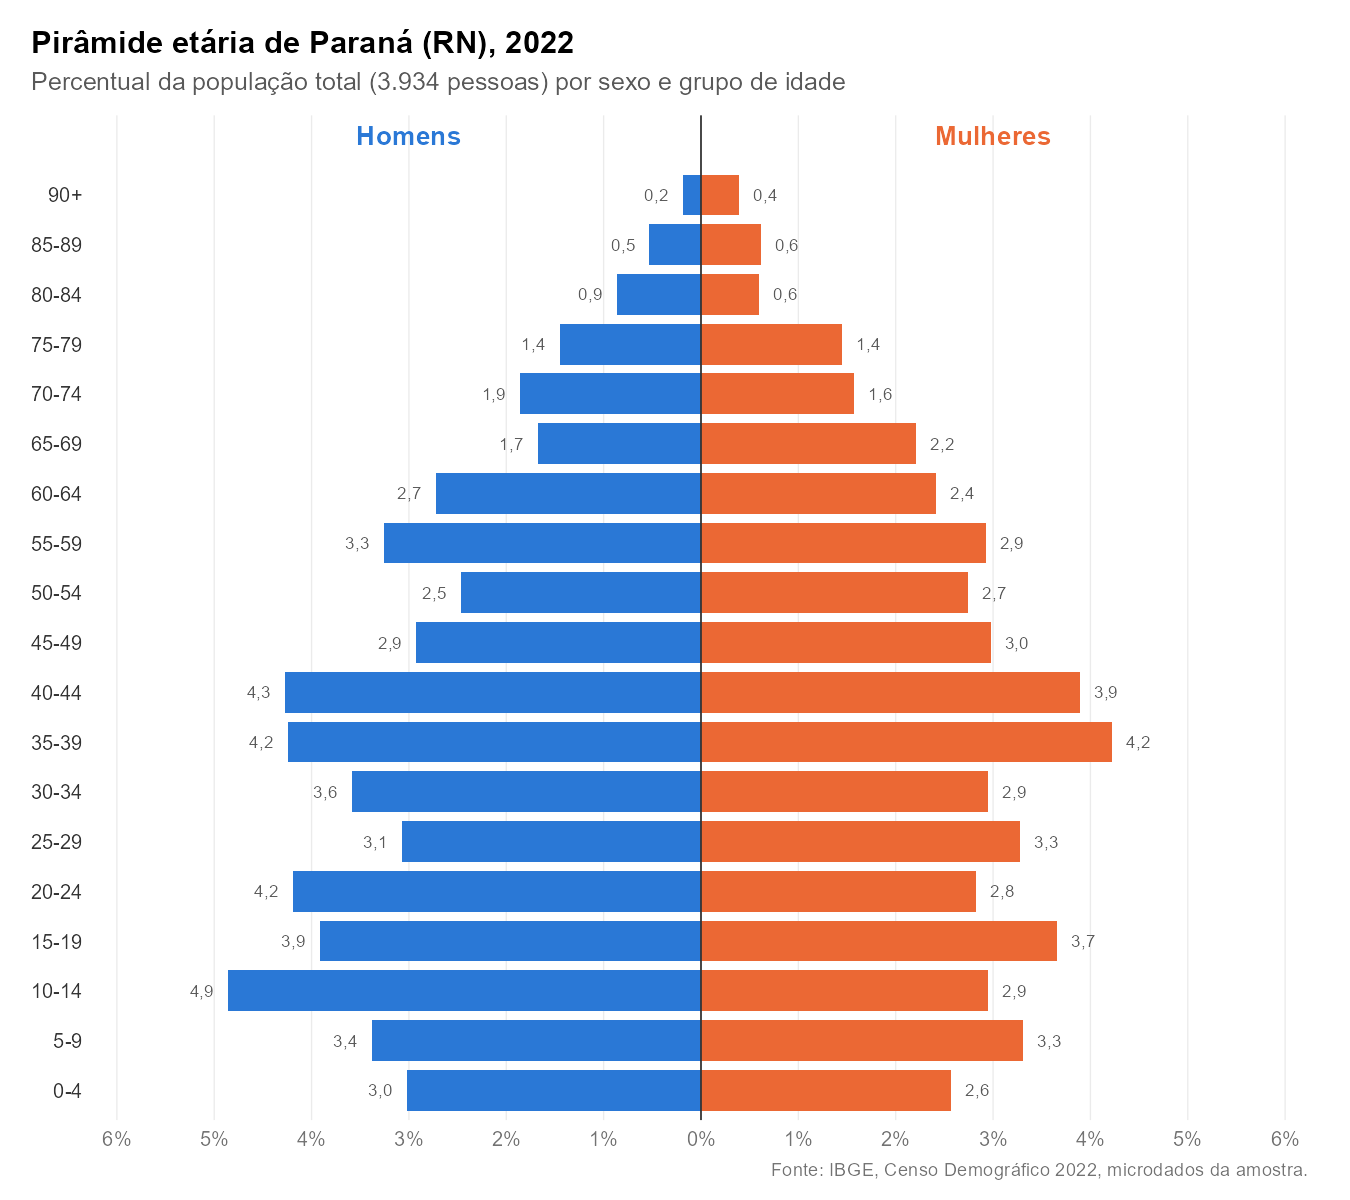 Pirâmide etária de Paraná (RN), 2022
Percentual da população total (3.934 pessoas) por sexo e grupo de idade
Homens Mulheres
90+ 0,2 0,4
85-89 0,5 0,6
80-84 0,9 0,6
75-79 1,4 1,4
70-74 1,9 1,6
65-69 1,7 2,2
60-64 2,7 2,4
55-59 3,3 2,9
50-54 2,5 2,7
45-49 2,9 3,0
40-44 4,3 3,9
35-39 4,2 4,2
30-34 3,6 2,9
25-29 3,1 3,3
20-24 4,2 2,8
15-19 3,9 3,7
10-14 4,9 2,9
5-9 3,4 3,3
0-4 3,0 2,6
6% 5% 4% 3% 2% 1% 0% 1% 2% 3% 4% 5% 6%
Fonte: IBGE, Censo Demográfico 2022, microdados da amostra.